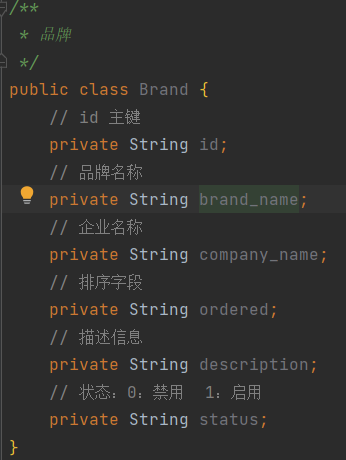 /**
 * 品牌
 */
public class Brand {
    // id 主键
    private String id;
    // 品牌名称
    private String brand_name;
    // 企业名称
    private String company_name;
    // 排序字段
    private String ordered;
    // 描述信息
    private String description;
    // 状态：0：禁用  1：启用
    private String status;
}